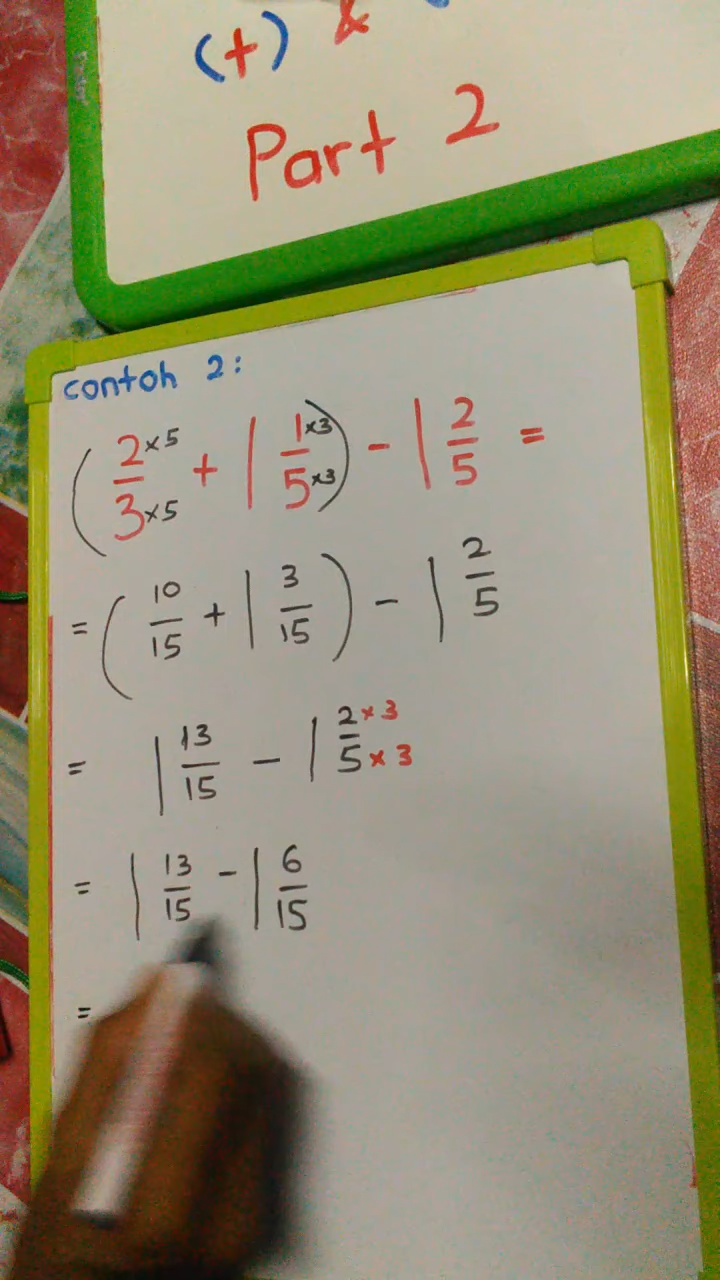 (+) &
Part 2
contoh 2:
(2/3 ×5 ×5 + 1 1/5 ×3 ×3) - 1 2/5 =
= (10/15 + 1 3/15) - 1 2/5
= 1 13/15 - 1 2/5 ×3 ×3
= 1 13/15 - 1 6/15
=